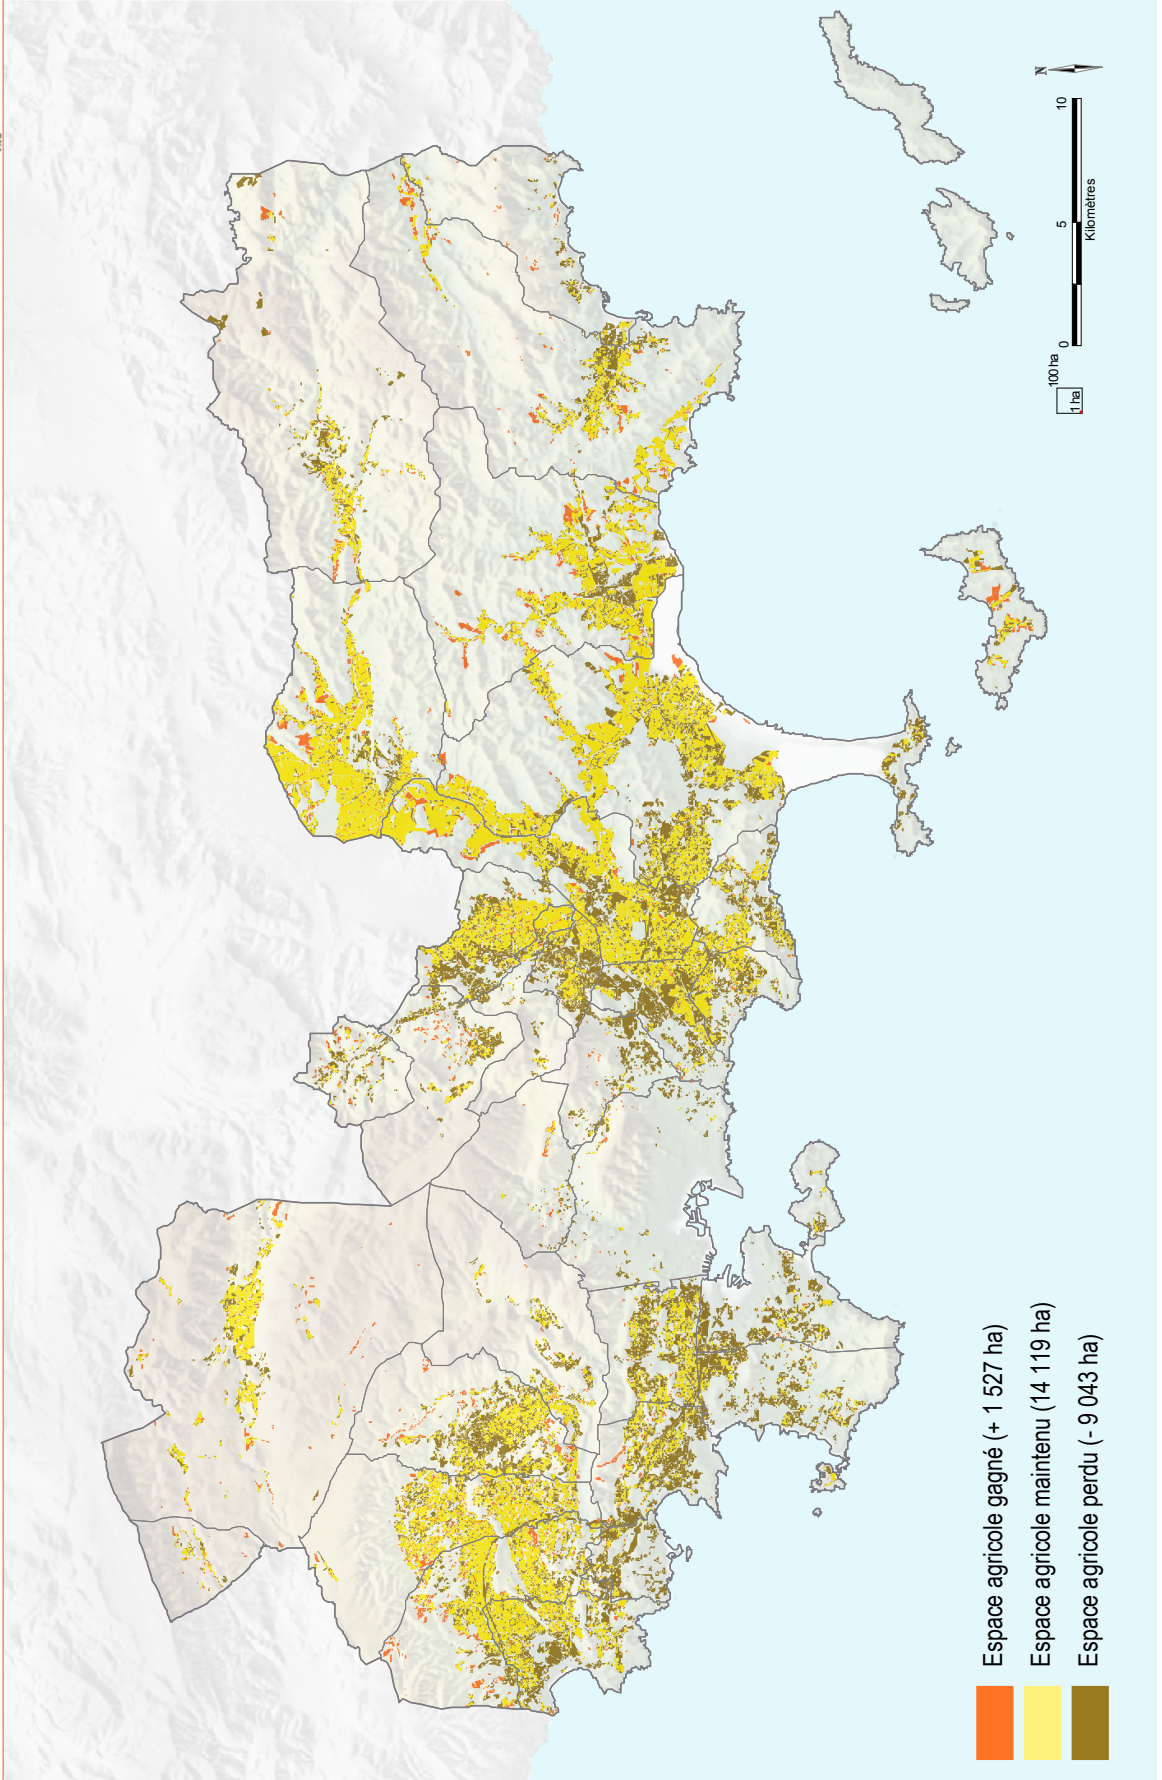 N
0 5 10
Kilomètres
100 ha
1 ha
Espace agricole gagné (+ 1 527 ha)
Espace agricole maintenu (14 119 ha)
Espace agricole perdu (- 9 043 ha)